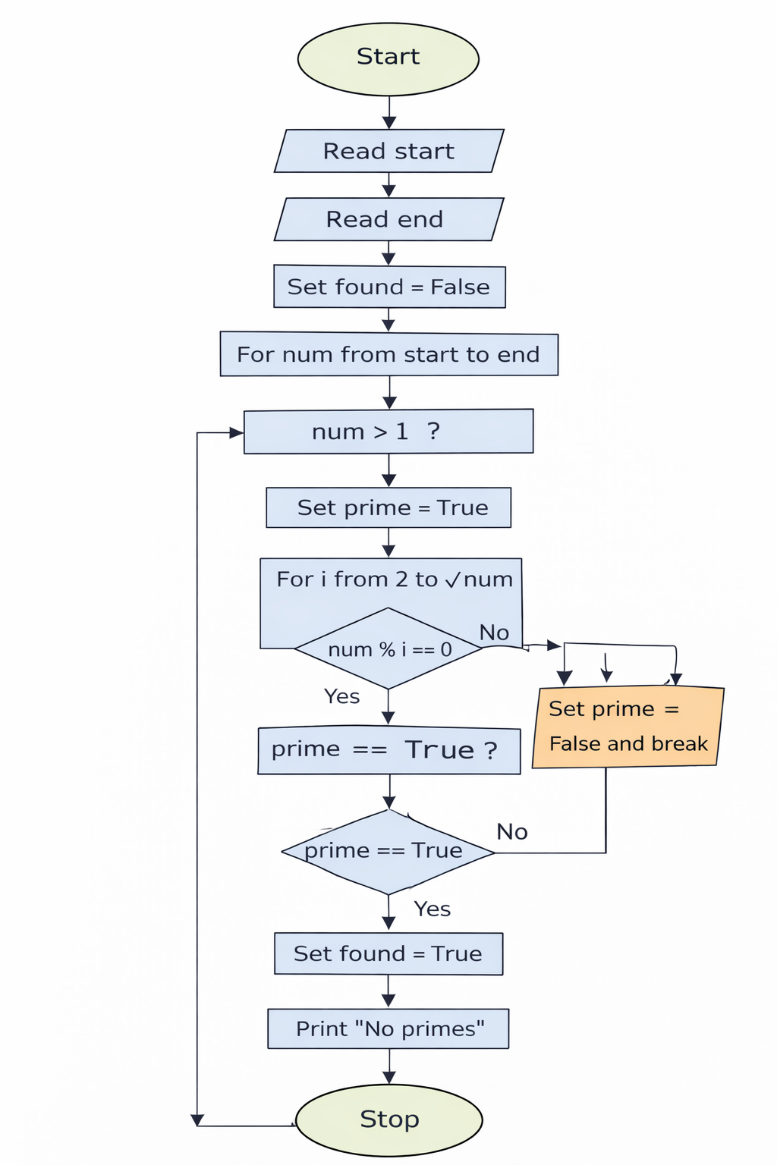 Start
Read start
Read end
Set found = False
For num from start to end
num > 1 ?
Set prime = True
For i from 2 to √num
No
num % i == 0
Yes
Set prime =
False and break
prime == True ?
No
prime == True
Yes
Set found = True
Print "No primes"
Stop